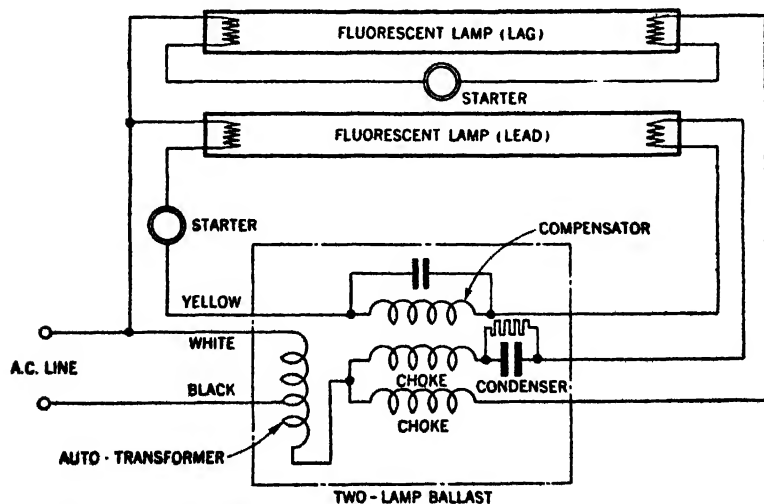 FLUORESCENT LAMP (LAG)
STARTER
FLUORESCENT LAMP (LEAD)
STARTER
COMPENSATOR
YELLOW
WHITE
A.C. LINE
CHOKE
CONDENSER
BLACK
CHOKE
AUTO-TRANSFORMER
TWO-LAMP BALLAST